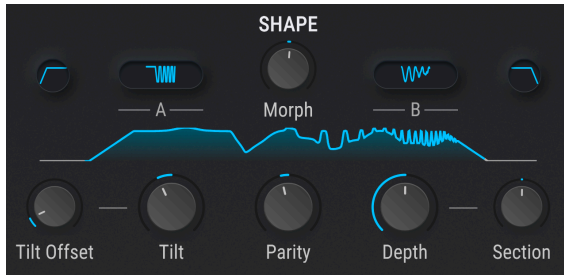 SHAPE
A
Morph
B
Tilt Offset
Tilt
Parity
Depth
Section